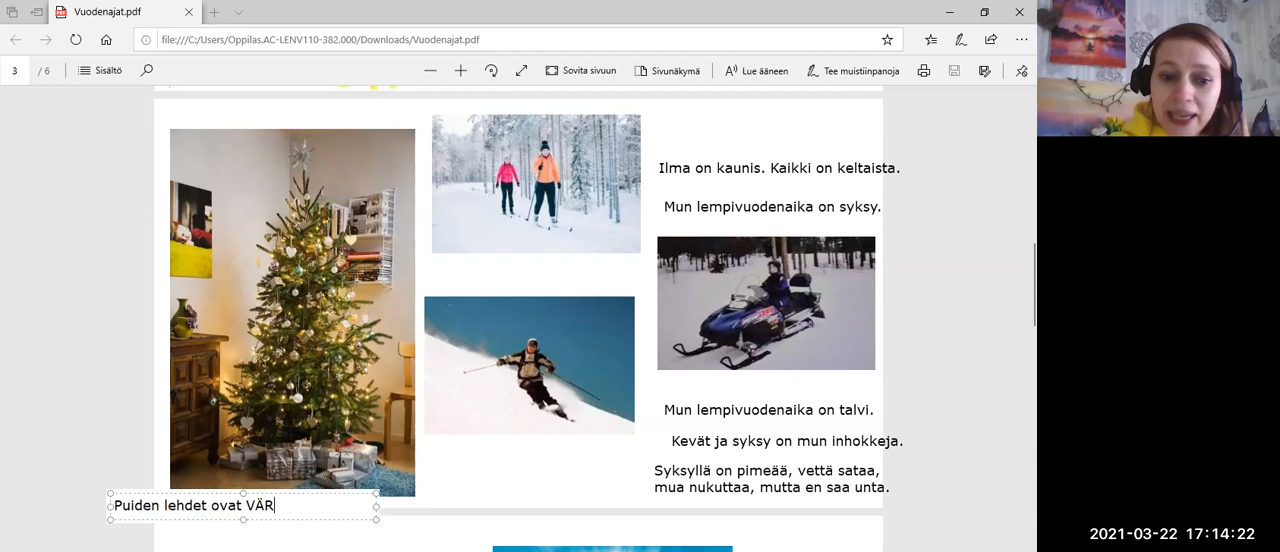 Vuodenajat.pdf
file:///C:/Users/Oppilas.AC-LENV110-382.000/Downloads/Vuodenajat.pdf
3 / 6
Sisältö
Sovita sivuun
Sivunäkymä
Lue ääneen
Tee muistiinpanoja
Ilma on kaunis. Kaikki on keltaista.
Mun lempivuodenaika on syksy.
Mun lempivuodenaika on talvi.
Kevät ja syksy on mun inhokkeja.
Syksyllä on pimeää, vettä sataa,
mua nukuttaa, mutta en saa unta.
Puiden lehdet ovat VÄR
2021-03-22 17:14:22